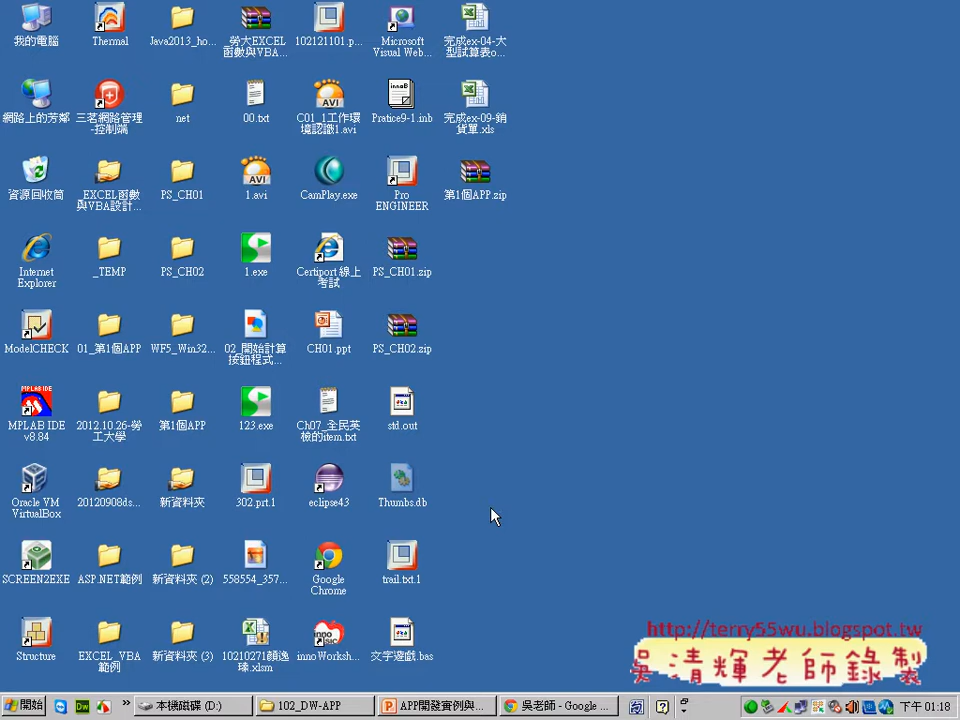 我的電腦
Thermal
Java2013_ho...
_勞大EXCEL
函數與VBA...
102121101.p...
Microsoft
Visual Web...
完成ex-04-大
型試算表o...
網路上的芳鄰
三茗網路管理
-控制端
net
00.txt
C01_1工作環
境認識1.avi
Pratice9-1.inb
完成ex-09-銷
貨單.xls
資源回收筒
_EXCEL函數
與VBA設計...
PS_CH01
1.avi
CamPlay.exe
Pro
ENGINEER
第1個APP.zip
Internet
Explorer
_TEMP
PS_CH02
1.exe
Certiport 線上
考試
PS_CH01.zip
ModelCHECK
01_第1個APP
WF5_Win32...
02_開始計算
按鈕程式...
CH01.ppt
PS_CH02.zip
MPLAB IDE
v8.84
2012.10.26-勞
工大學
第1個APP
123.exe
Ch07_全民英
檢的item.txt
std.out
Oracle VM
VirtualBox
20120908ds...
新資料夾
302.prt.1
eclipse43
Thumbs.db
SCREEN2EXE
ASP.NET範例
新資料夾 (2)
558554_357...
Google
Chrome
trail.txt.1
Structure
EXCEL_VBA
範例
新資料夾 (3)
10210271顏逸
瑧.xlsm
innoWorksh...
文字遊戲.bas
http://terry55wu.blogspot.tw
吳清輝老師錄製
開始
本機磁碟 (D:)
102_DW-APP
APP開發實例與...
吳老師 - Google ...
下午 01:18